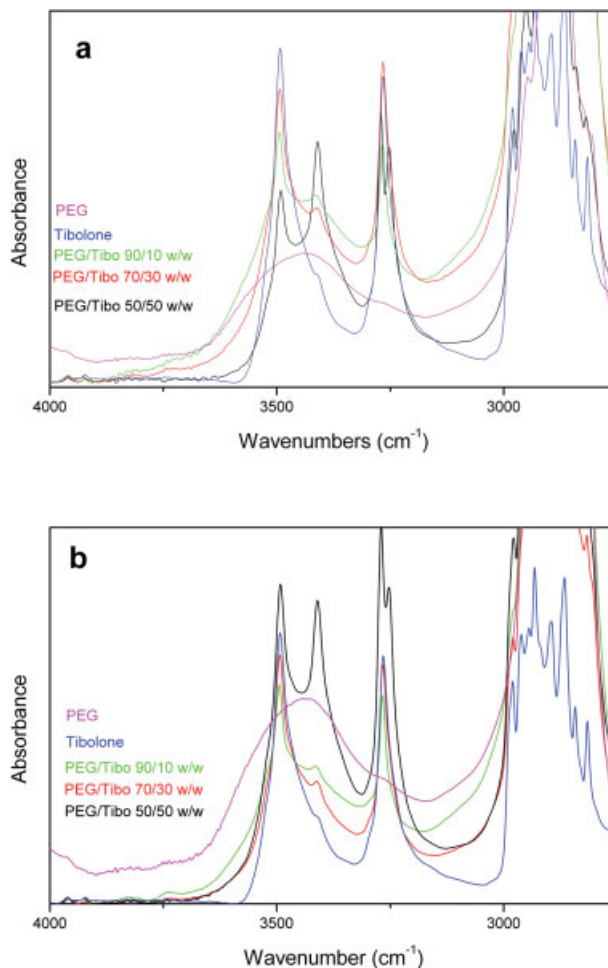 a
Absorbance
PEG
Tibolone
PEG/Tibo 90/10 w/w
PEG/Tibo 70/30 w/w
PEG/Tibo 50/50 w/w
4000
3500
3000
Wavenumbers (cm⁻¹)
b
Absorbance
PEG
Tibolone
PEG/Tibo 90/10 w/w
PEG/Tibo 70/30 w/w
PEG/Tibo 50/50 w/w
4000
3500
3000
Wavenumber (cm⁻¹)